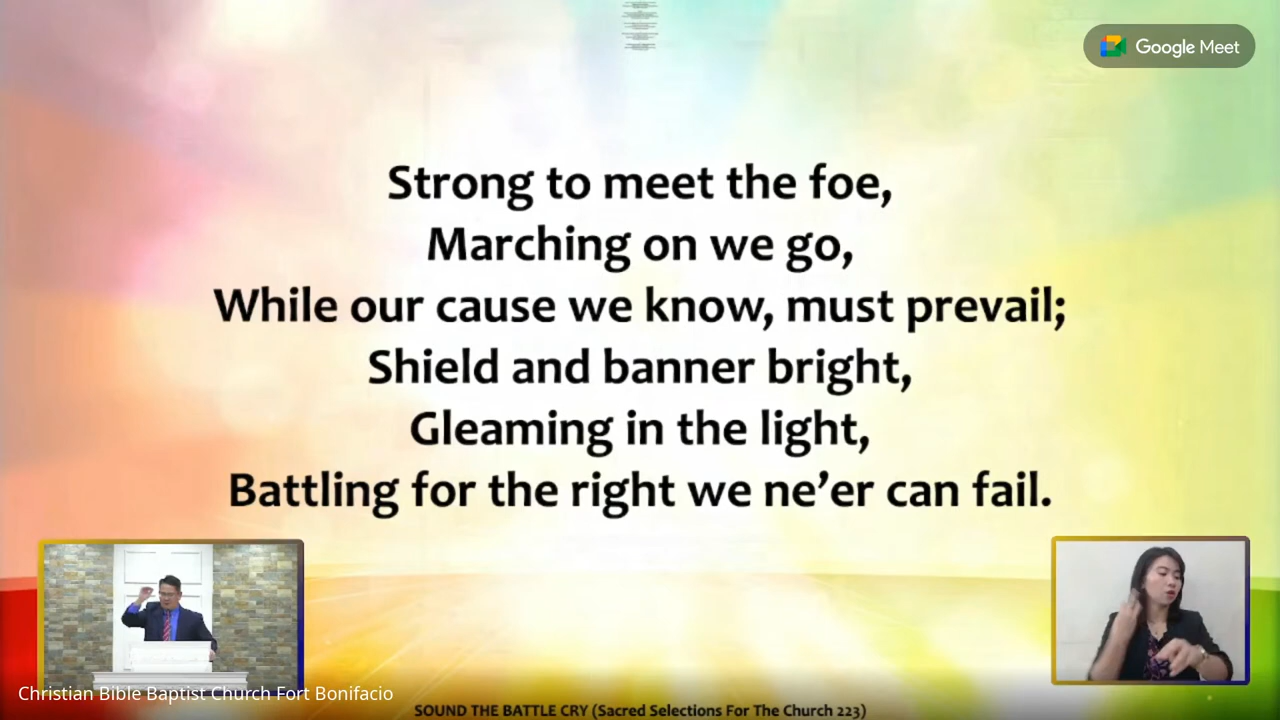 Google Meet
Strong to meet the foe,
Marching on we go,
While our cause we know, must prevail;
Shield and banner bright,
Gleaming in the light,
Battling for the right we ne’er can fail.
Christian Bible Baptist Church Fort Bonifacio
SOUND THE BATTLE CRY (Sacred Selections For The Church 223)